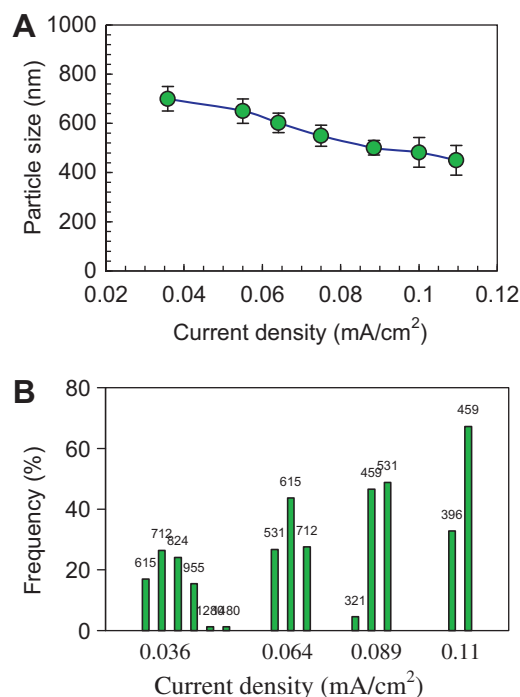 A
1000
800
600
400
200
0
Particle size (nm)
0.02 0.04 0.06 0.08 0.1 0.12
Current density (mA/cm²)
B
80
60
40
20
0
Frequency (%)
615 712 824 955
531 615 712
321 459 531
396 459
0.036 0.064 0.089 0.11
Current density (mA/cm²)